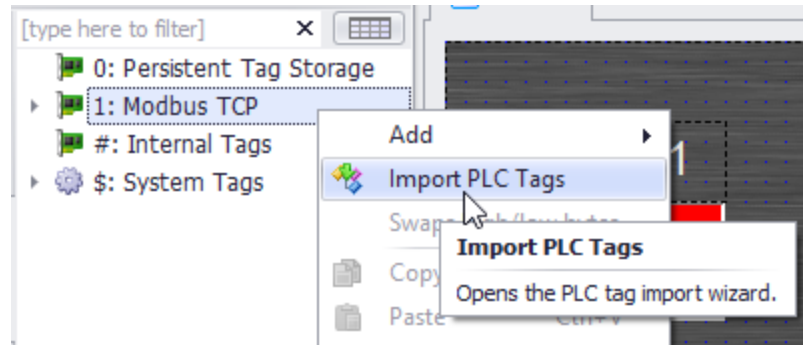 [type here to filter]
0: Persistent Tag Storage
1: Modbus TCP
#: Internal Tags
$: System Tags
Add
Import PLC Tags
Import PLC Tags
Opens the PLC tag import wizard.
Copy
Paste
1